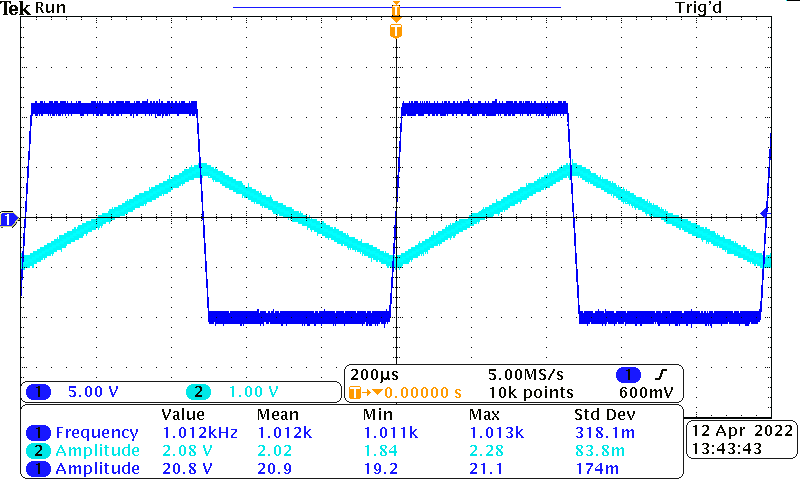 Tek Run Trig'd
T
T
1
1 5.00 V 2 1.00 V
200µs 5.00MS/s 1
T→▼0.00000 s 10k points 600mV
Value Mean Min Max Std Dev
1 Frequency 1.012kHz 1.012k 1.011k 1.013k 318.1m
2 Amplitude 2.08 V 2.02 1.84 2.28 83.8m
1 Amplitude 20.8 V 20.9 19.2 21.1 174m
12 Apr 2022
13:43:43